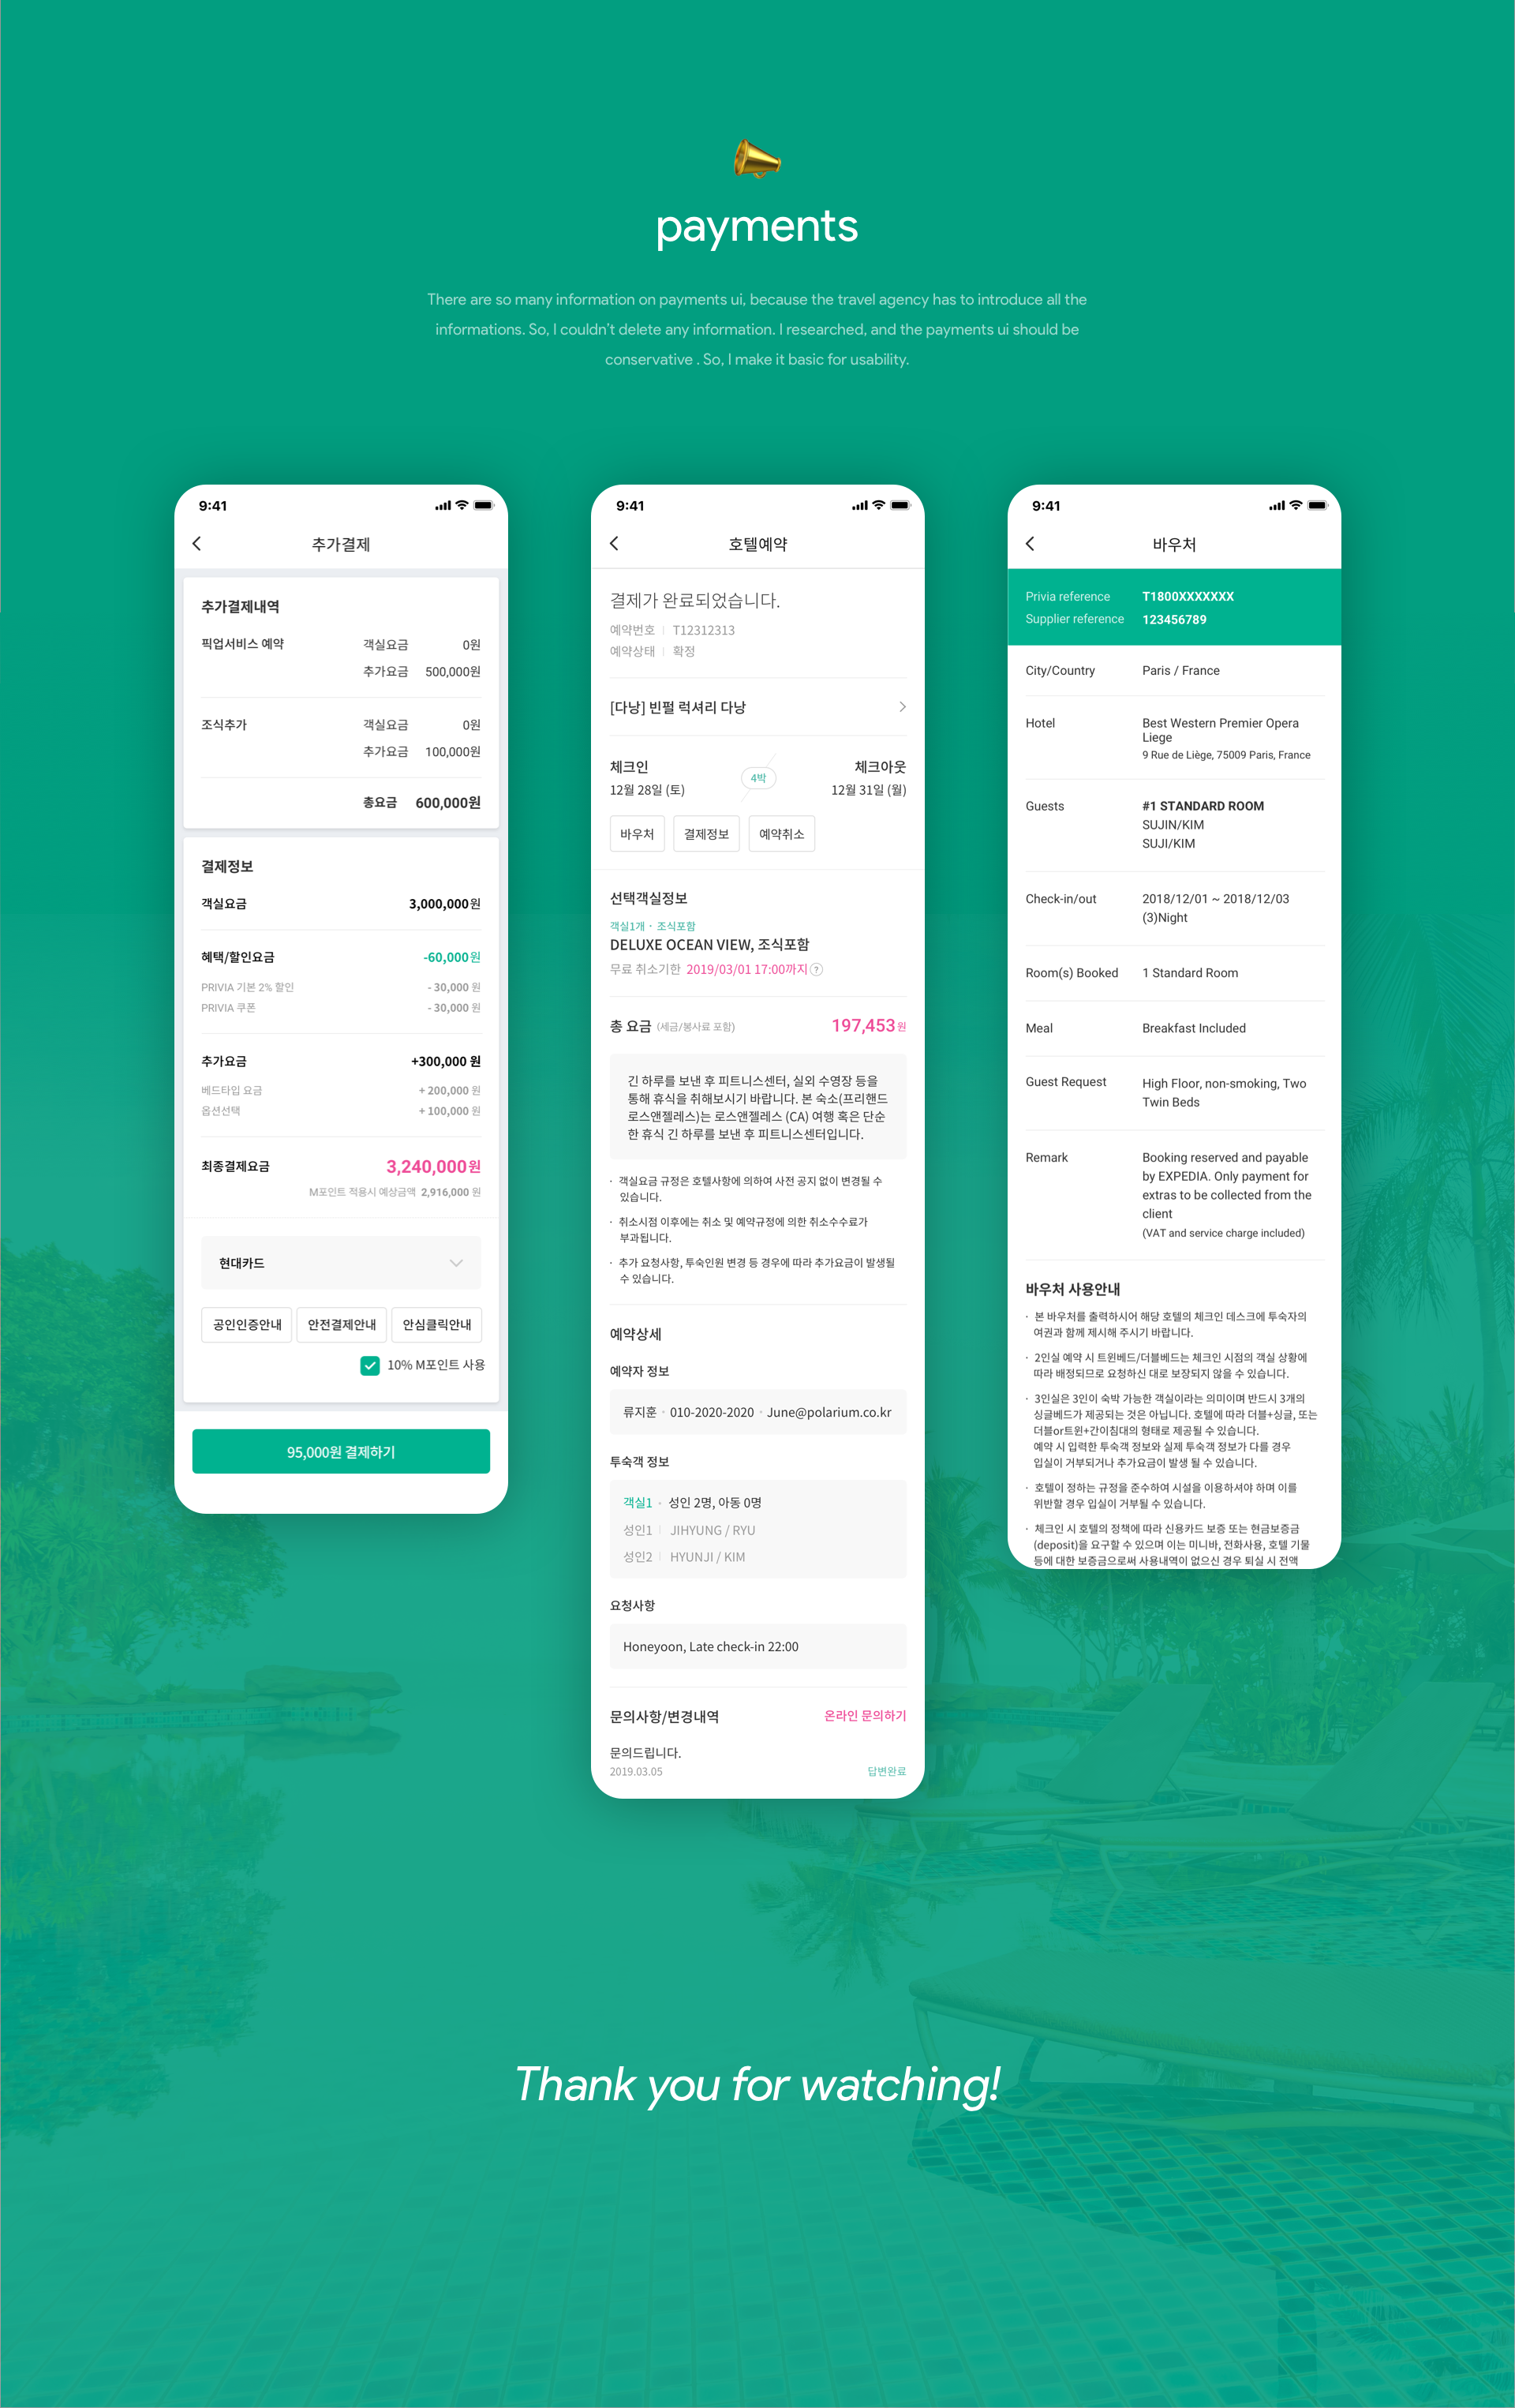 payments
There are so many information on payments ui, because the travel agency has to introduce all the
informations. So, I couldn't delete any information. I researched, and the payments ui should be
conservative . So, I make it basic for usability.
9:41
추가결제
추가결제내역
픽업서비스 예약 객실요금 0원
추가요금 500,000원
조식추가 객실요금 0원
추가요금 100,000원
총요금 600,000원
결제정보
객실요금 3,000,000원
혜택/할인요금 -60,000원
PRIVIA 기본 2% 할인 - 30,000 원
PRIVIA 쿠폰 - 30,000 원
추가요금 +300,000 원
베드타입 요금 + 200,000 원
옵션선택 + 100,000 원
최종결제요금 3,240,000원
M포인트 적용시 예상금액 2,916,000 원
현대카드
공인인증안내 안전결제안내 안심클릭안내
10% M포인트 사용
95,000원 결제하기
9:41
호텔예약
결제가 완료되었습니다.
예약번호 | T12312313
예약상태 | 확정
[다낭] 빈펄 럭셔리 다낭
체크인 4박 체크아웃
12월 28일 (토) 12월 31일 (월)
바우처 결제정보 예약취소
선택객실정보
객실1개 · 조식포함
DELUXE OCEAN VIEW, 조식포함
무료 취소기한 2019/03/01 17:00까지 ?
총 요금 (세금/봉사료 포함) 197,453원
긴 하루를 보낸 후 피트니스센터, 실외 수영장 등을
통해 휴식을 취해보시기 바랍니다. 본 숙소(프리핸드
로스앤젤레스)는 로스앤젤레스 (CA) 여행 혹은 단순
한 휴식 긴 하루를 보낸 후 피트니스센터입니다.
· 객실요금 규정은 호텔사항에 의하여 사전 공지 없이 변경될 수
있습니다.
· 취소시점 이후에는 취소 및 예약규정에 의한 취소수수료가
부과됩니다.
· 추가 요청사항, 투숙인원 변경 등 경우에 따라 추가요금이 발생될
수 있습니다.
예약상세
예약자 정보
류지훈 · 010-2020-2020 · June@polarium.co.kr
투숙객 정보
객실1 · 성인 2명, 아동 0명
성인1 | JIHYUNG / RYU
성인2 | HYUNJI / KIM
요청사항
Honeyoon, Late check-in 22:00
문의사항/변경내역 온라인 문의하기
문의드립니다.
2019.03.05 답변완료
9:41
바우처
Privia reference T1800XXXXXXX
Supplier reference 123456789
City/Country Paris / France
Hotel Best Western Premier Opera
Liege
9 Rue de Liège, 75009 Paris, France
Guests #1 STANDARD ROOM
SUJIN/KIM
SUJI/KIM
Check-in/out 2018/12/01 ~ 2018/12/03
(3)Night
Room(s) Booked 1 Standard Room
Meal Breakfast Included
Guest Request High Floor, non-smoking, Two
Twin Beds
Remark Booking reserved and payable
by EXPEDIA. Only payment for
extras to be collected from the
client
(VAT and service charge included)
바우처 사용안내
· 본 바우처를 출력하시어 해당 호텔의 체크인 데스크에 투숙자의
여권과 함께 제시해 주시기 바랍니다.
· 2인실 예약 시 트윈베드/더블베드는 체크인 시점의 객실 상황에
따라 배정되므로 요청하신 대로 보장되지 않을 수 있습니다.
· 3인실은 3인이 숙박 가능한 객실이라는 의미이며 반드시 3개의
싱글베드가 제공되는 것은 아닙니다. 호텔에 따라 더블+싱글, 또는
더블or트윈+간이침대의 형태로 제공될 수 있습니다.
예약 시 입력한 투숙객 정보와 실제 투숙객 정보가 다를 경우
입실이 거부되거나 추가요금이 발생 될 수 있습니다.
· 호텔이 정하는 규정을 준수하여 시설을 이용하셔야 하며 이를
위반할 경우 입실이 거부될 수 있습니다.
· 체크인 시 호텔의 정책에 따라 신용카드 보증 또는 현금보증금
(deposit)을 요구할 수 있으며 이는 미니바, 전화사용, 호텔 기물
등에 대한 보증금으로써 사용내역이 없으신 경우 퇴실 시 전액
Thank you for watching!